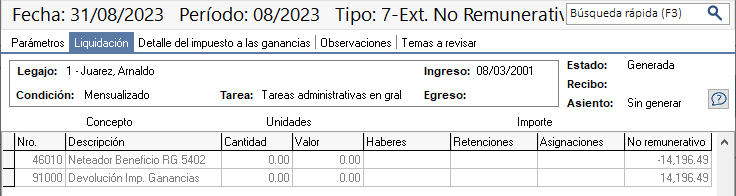 Fecha: 31/08/2023 Período: 08/2023 Tipo: 7-Ext. No Remunerativ
Búsqueda rápida (F3)
Parámetros Liquidación Detalle del impuesto a las ganancias Observaciones Temas a revisar
Legajo: 1 - Juarez, Arnaldo Ingreso: 08/03/2001
Condición: Mensualizado Tarea: Tareas administrativas en gral Egreso:
Estado: Generada
Recibo:
Asiento: Sin generar
Concepto Unidades Importe
Nro. Descripción Cantidad Valor Haberes Retenciones Asignaciones No remunerativo
46010 Neteador Beneficio RG 5402 0.00 0.00 -14,196.49
91000 Devolución Imp. Ganancias 0.00 0.00 14,196.49